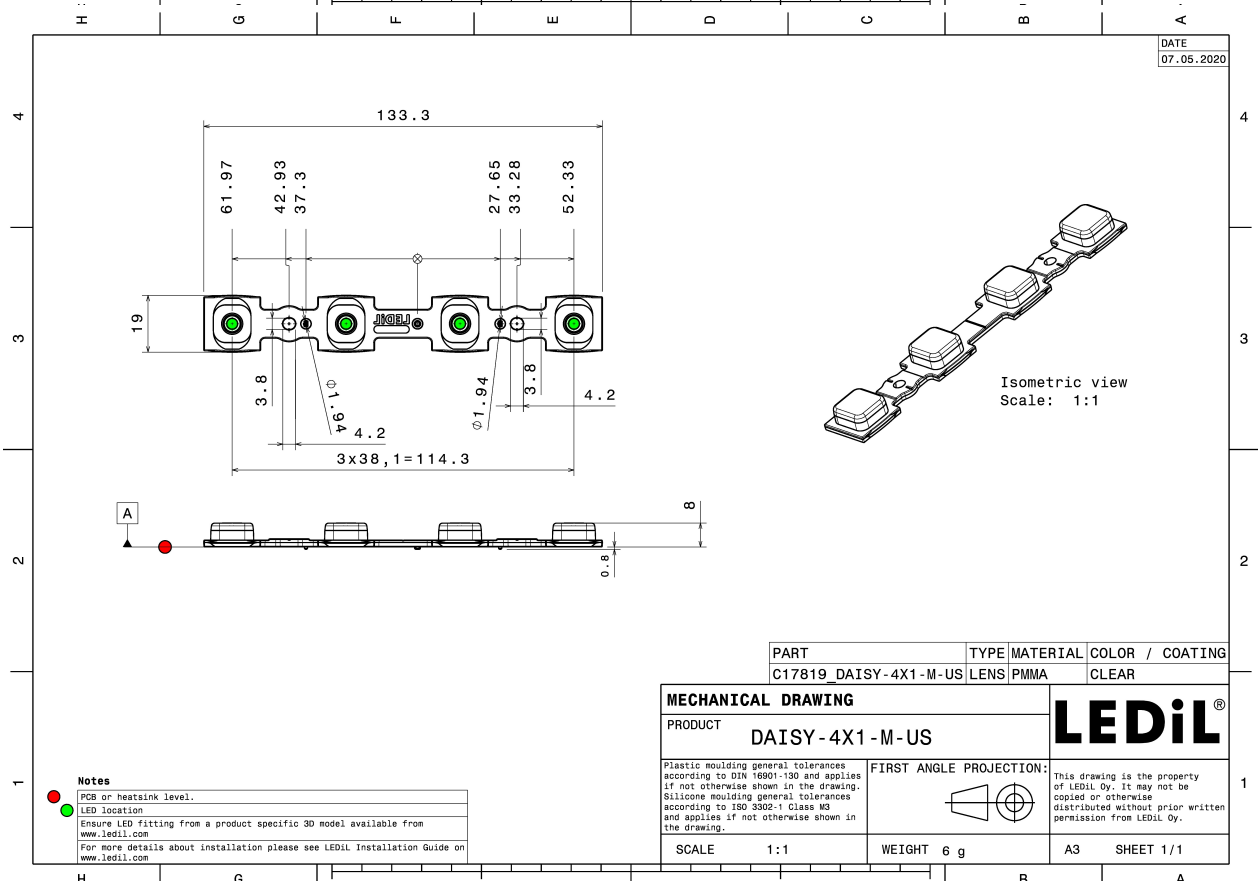 H G F E D C B A
DATE
07.05.2020
4
4
133.3
61.97
42.93
37.3
27.65
33.28
52.33
19
LEDiL
3
3
3.8
Ø1.94
4.2
Ø1.94
3.8
4.2
3x38,1=114.3
Isometric view
Scale: 1:1
A
8
0.8
2
2
PART TYPE MATERIAL COLOR / COATING
C17819_DAISY-4X1-M-US LENS PMMA CLEAR
MECHANICAL DRAWING
PRODUCT
DAISY-4X1-M-US
LEDiL®
Plastic moulding general tolerances
according to DIN 16901-130 and applies
if not otherwise shown in the drawing.
Silicone moulding general tolerances
according to ISO 3302-1 Class M3
and applies if not otherwise shown in
the drawing.
FIRST ANGLE PROJECTION:
This drawing is the property
of LEDiL Oy. It may not be
copied or otherwise
distributed without prior written
permission from LEDiL Oy.
SCALE 1:1
WEIGHT 6 g
A3 SHEET 1/1
1
1
Notes
PCB or heatsink level.
LED location
Ensure LED fitting from a product specific 3D model available from
www.ledil.com
For more details about installation please see LEDiL Installation Guide on
www.ledil.com
H G B A